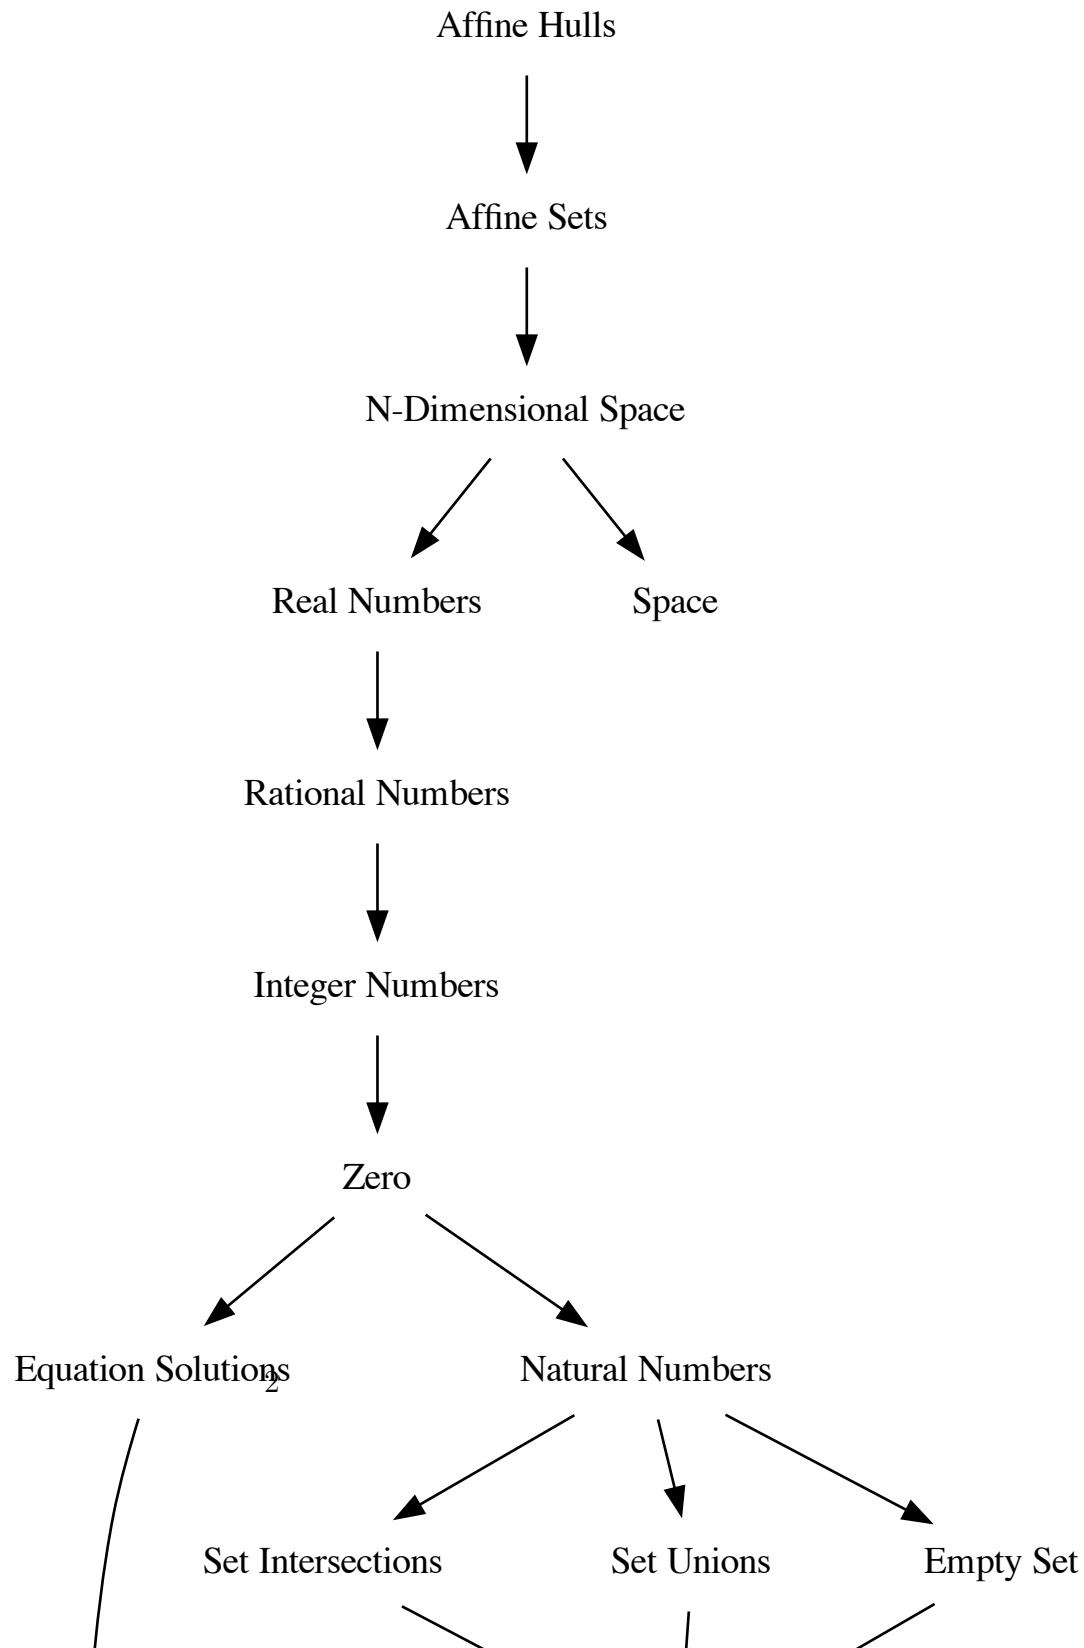 Affine Hulls
Affine Sets
N-Dimensional Space
Real Numbers
Space
Rational Numbers
Integer Numbers
Zero
Equation Solutions
2
Natural Numbers
Set Intersections
Set Unions
Empty Set